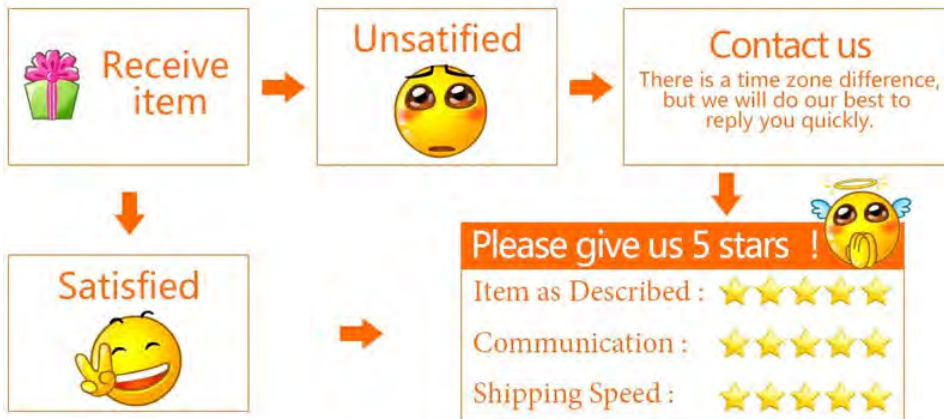 Receive
item
Unsatified
Contact us
There is a time zone difference,
but we will do our best to
reply you quickly.
Satisfied
Please give us 5 stars !
Item as Described :
Communication :
Shipping Speed :